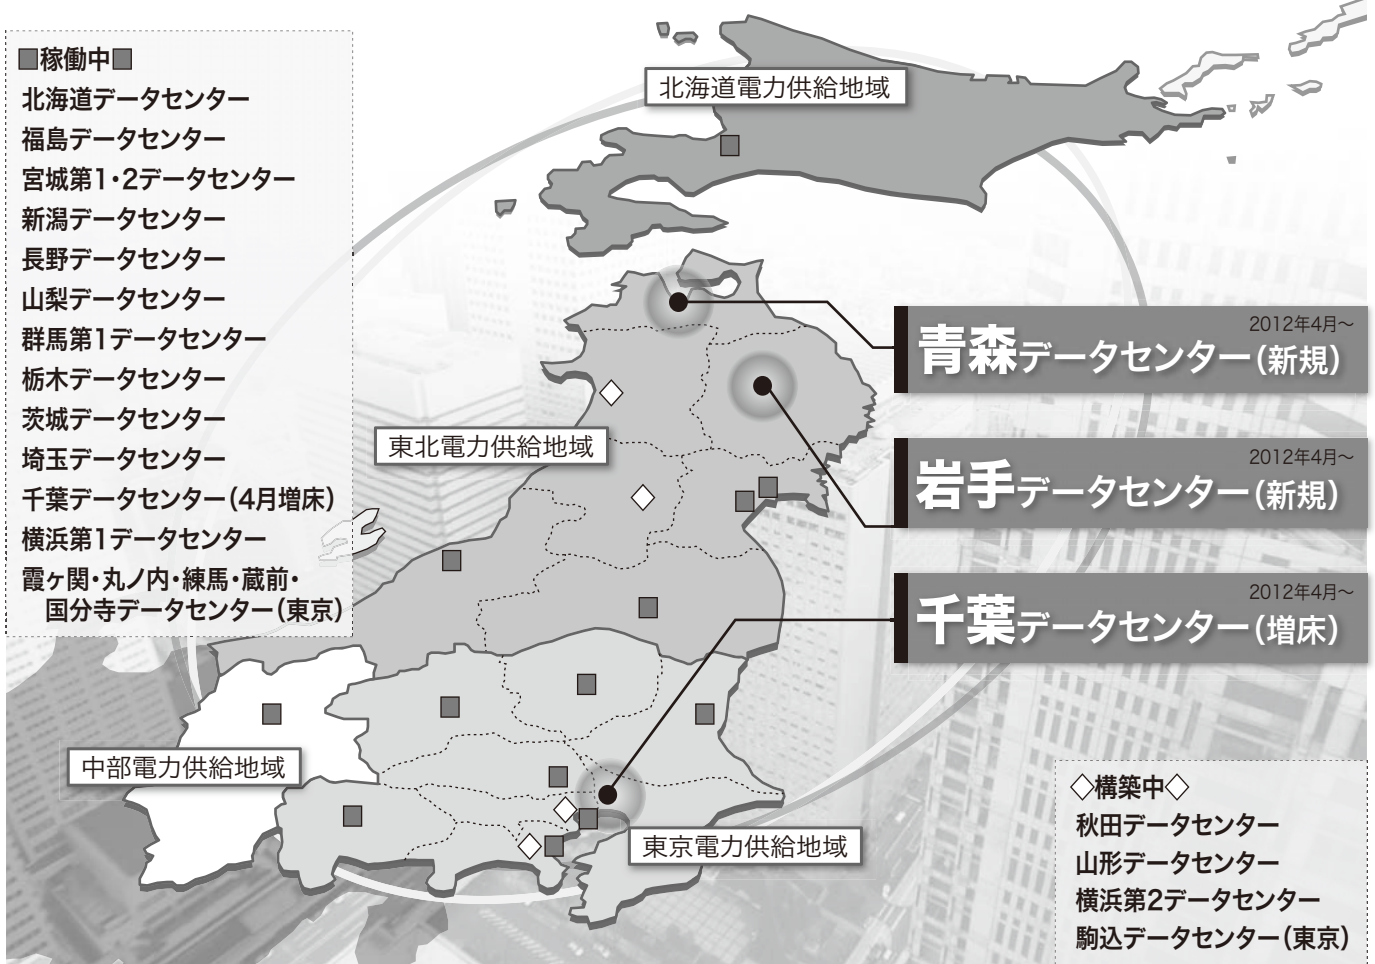 ■稼働中■
北海道データセンター
福島データセンター
宮城第1・2データセンター
新潟データセンター
長野データセンター
山梨データセンター
群馬第1データセンター
栃木データセンター
茨城データセンター
埼玉データセンター
千葉データセンター(4月増床)
横浜第1データセンター
霞ヶ関・丸ノ内・練馬・蔵前・
国分寺データセンター(東京)
北海道電力供給地域
東北電力供給地域
中部電力供給地域
東京電力供給地域
2012年4月〜
青森データセンター(新規)
2012年4月〜
岩手データセンター(新規)
2012年4月〜
千葉データセンター(増床)
◇構築中◇
秋田データセンター
山形データセンター
横浜第2データセンター
駒込データセンター(東京)